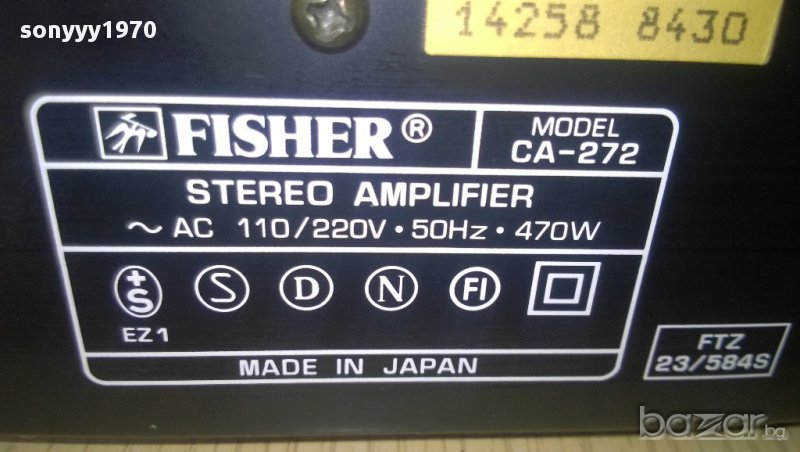 sonyyy1970
14258 8430
FISHER®
MODEL
CA-272
STEREO AMPLIFIER
~ AC 110/220V · 50Hz · 470W
+S S D N FI
EZ1
MADE IN JAPAN
FTZ
23/584S
bazar.bg